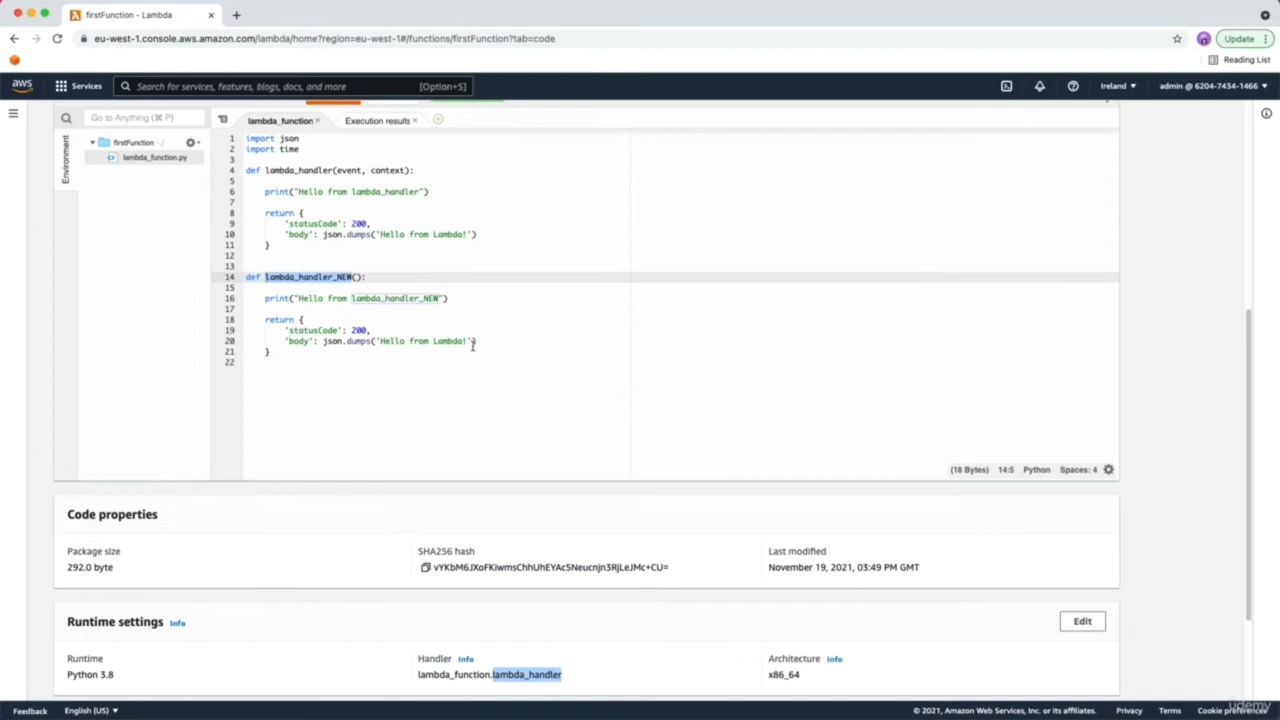 firstFunction - Lambda
eu-west-1.console.aws.amazon.com/lambda/home?region=eu-west-1#/functions/firstFunction?tab=code
Update
Reading List
aws
Services
Search for services, features, blogs, docs, and more
[Option+S]
Ireland
admin @ 6204-7434-1466
Go to Anything (⌘ P)
lambda_function
Execution results
Environment
firstFunction - /
lambda_function.py
1 import json
2 import time
3
4 def lambda_handler(event, context):
5
6 print("Hello from lambda_handler")
7
8 return {
9 'statusCode': 200,
10 'body': json.dumps('Hello from Lambda!')
11 }
12
13
14 def lambda_handler_NEW():
15
16 print("Hello from lambda_handler_NEW")
17
18 return {
19 'statusCode': 200,
20 'body': json.dumps('Hello from Lambda!')
21 }
22
(18 Bytes) 14:5 Python Spaces: 4
Code properties
Package size
SHA256 hash
Last modified
292.0 byte
vYKbM6JXoFKiwmsChhUhEYAc5Neucnjn3RjLeJMc+CU=
November 19, 2021, 03:49 PM GMT
Runtime settings Info
Edit
Runtime
Handler Info
Architecture Info
Python 3.8
lambda_function.lambda_handler
x86_64
Feedback
English (US)
© 2021, Amazon Web Services, Inc. or its affiliates.
Privacy
Terms
Cookie preferences
udemy